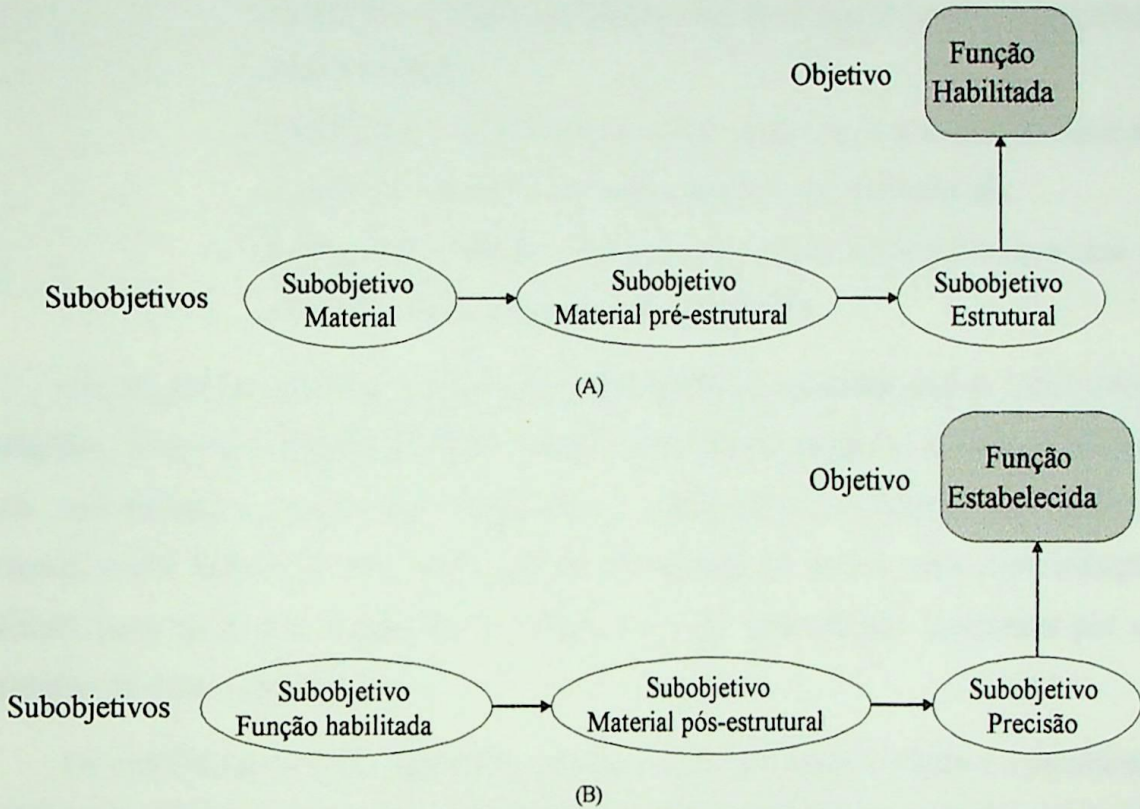 Objetivo
Função
Habilitada
Subobjetivos
Subobjetivo
Material
Subobjetivo
Material pré-estrutural
Subobjetivo
Estrutural
(A)
Objetivo
Função
Estabelecida
Subobjetivos
Subobjetivo
Função habilitada
Subobjetivo
Material pós-estrutural
Subobjetivo
Precisão
(B)